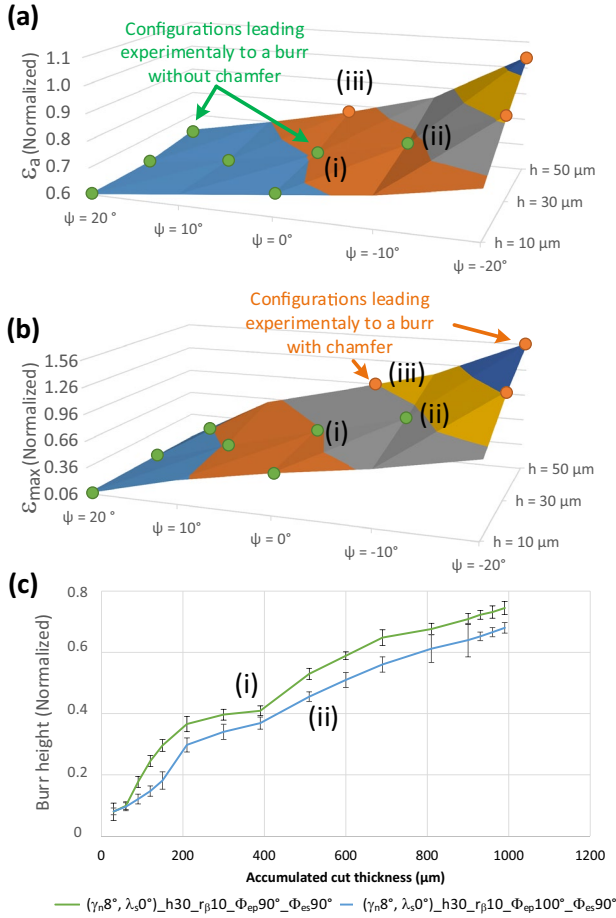 (a)
Configurations leading
experimentaly to a burr
without chamfer
εa (Normalized)
1.1
1.0
0.9
0.8
0.7
0.6
(iii)
(ii)
(i)
h = 50 µm
h = 30 µm
h = 10 µm
ψ = 20 °
ψ = 10°
ψ = 0°
ψ = -10°
ψ = -20°
(b)
Configurations leading
experimentaly to a burr
with chamfer
εmax (Normalized)
1.56
1.26
0.96
0.66
0.36
0.06
(iii)
(ii)
(i)
h = 50 µm
h = 30 µm
h = 10 µm
ψ = 20 °
ψ = 10°
ψ = 0°
ψ = -10°
ψ = -20°
(c)
Burr height (Normalized)
0.8
0.6
0.4
0.2
0
(i)
(ii)
0 200 400 600 800 1000 1200
Accumulated cut thickness (µm)
(γn8°, λs0°)_h30_rβ10_Φep90°_Φes90° (γn8°, λs0°)_h30_rβ10_Φep100°_Φes90°